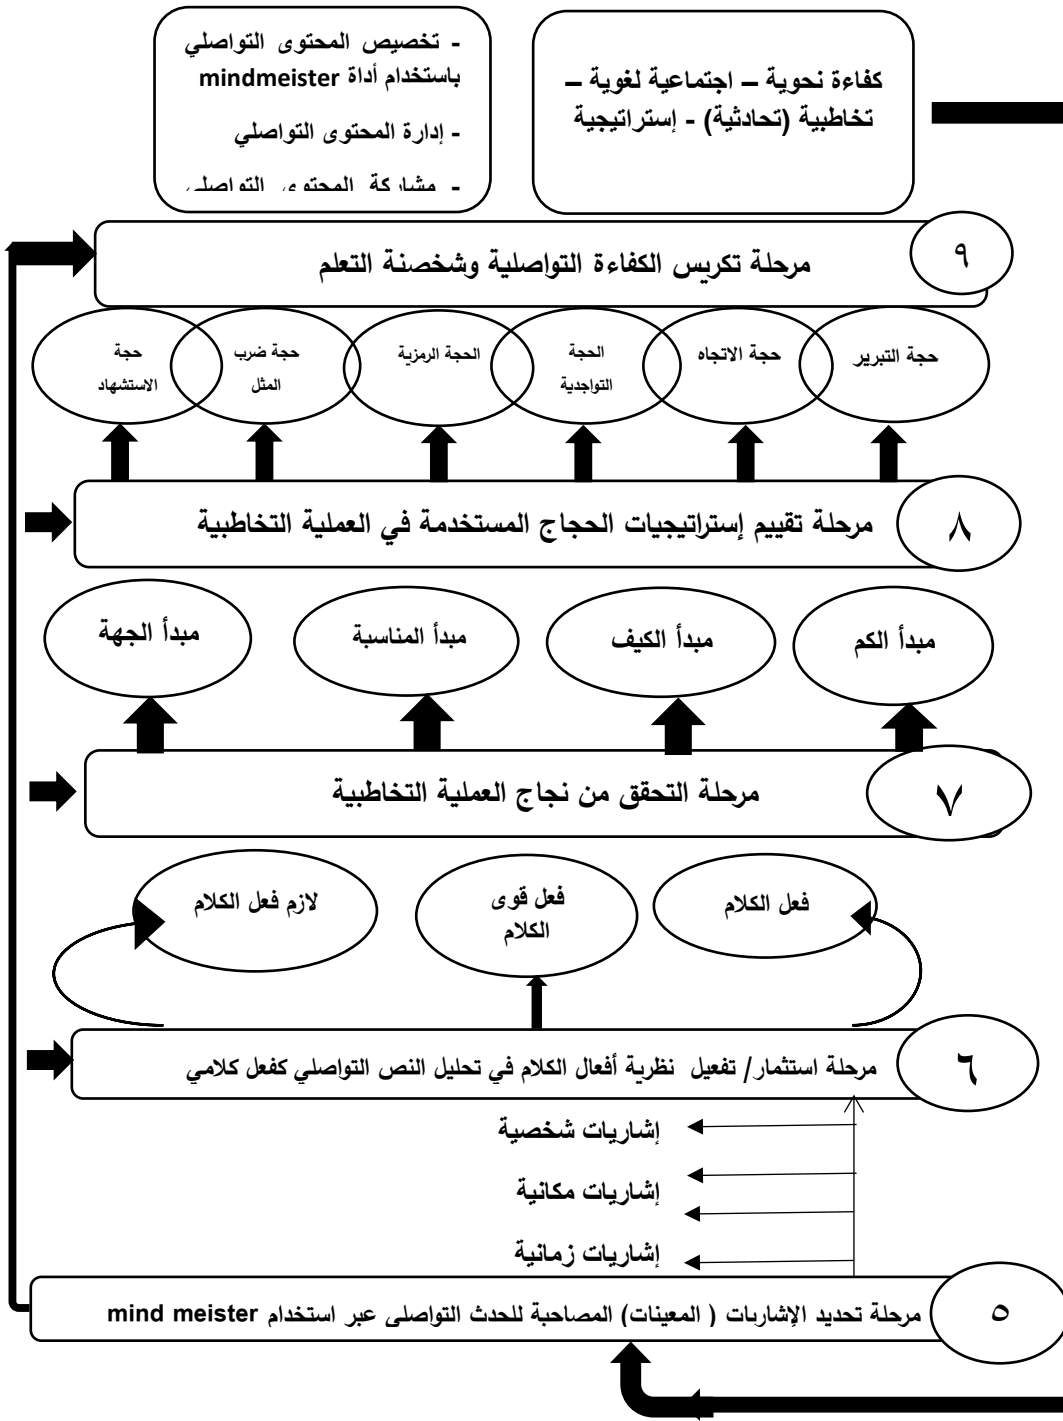 كفاءة نحوية – اجتماعية لغوية –
تخاطبية (تحادثية) - إستراتيجية
- تخصيص المحتوى التواصلي
باستخدام أداة mindmeister
- إدارة المحتوى التواصلي
- مشاركة المحتوى التواصلي
٩
مرحلة تكريس الكفاءة التواصلية وشخصنة التعلم
حجة التبرير
حجة الاتجاه
الحجة
التواجدية
الحجة الرمزية
حجة ضرب
المثل
حجة
الاستشهاد
٨
مرحلة تقييم إستراتيجيات الحجاج المستخدمة في العملية التخاطبية
مبدأ الكم
مبدأ الكيف
مبدأ المناسبة
مبدأ الجهة
٧
مرحلة التحقق من نجاج العملية التخاطبية
فعل الكلام
فعل قوى
الكلام
لازم فعل الكلام
٦
مرحلة استثمار/ تفعيل نظرية أفعال الكلام في تحليل النص التواصلي كفعل كلامي
إشاريات شخصية
إشاريات مكانية
إشاريات زمانية
٥
مرحلة تحديد الإشاريات ( المعينات) المصاحبة للحدث التواصلى عبر استخدام mind meister